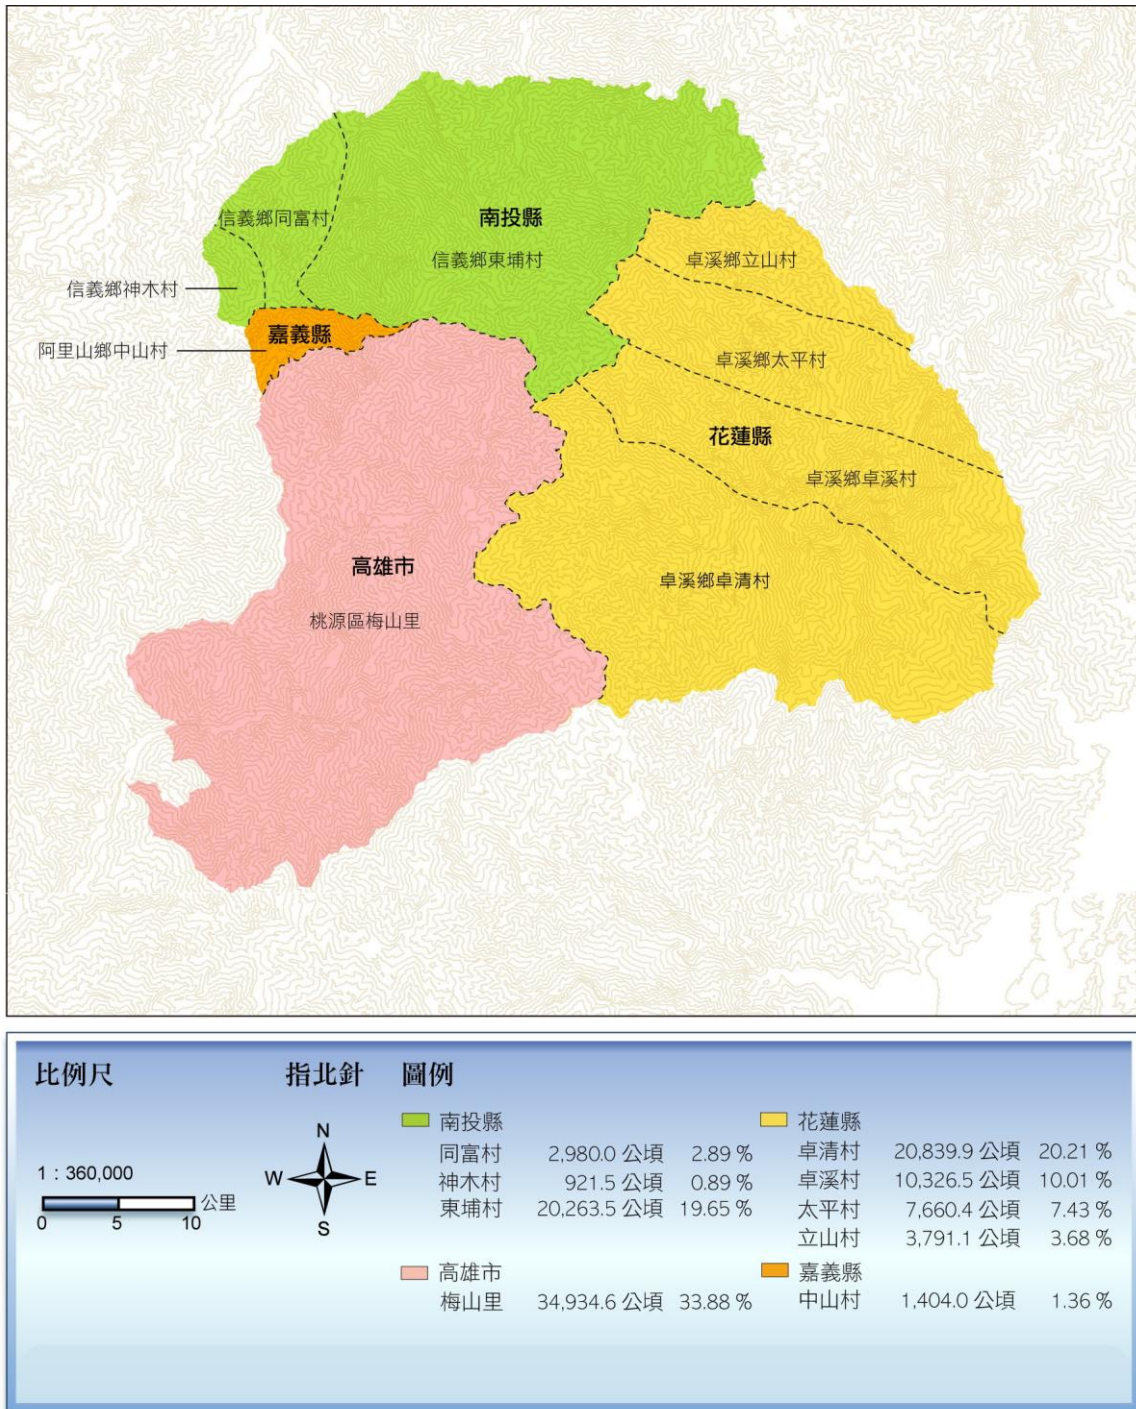 信義鄉同富村
南投縣
信義鄉東埔村
卓溪鄉立山村
信義鄉神木村
嘉義縣
阿里山鄉中山村
卓溪鄉太平村
花蓮縣
卓溪鄉卓溪村
高雄市
卓溪鄉卓清村
桃源區梅山里
比例尺
1：360,000
0 5 10 公里
指北針
N
W E
S
圖例
南投縣
同富村 2,980.0 公頃 2.89 %
神木村 921.5 公頃 0.89 %
東埔村 20,263.5 公頃 19.65 %
高雄市
梅山里 34,934.6 公頃 33.88 %
花蓮縣
卓清村 20,839.9 公頃 20.21 %
卓溪村 10,326.5 公頃 10.01 %
太平村 7,660.4 公頃 7.43 %
立山村 3,791.1 公頃 3.68 %
嘉義縣
中山村 1,404.0 公頃 1.36 %